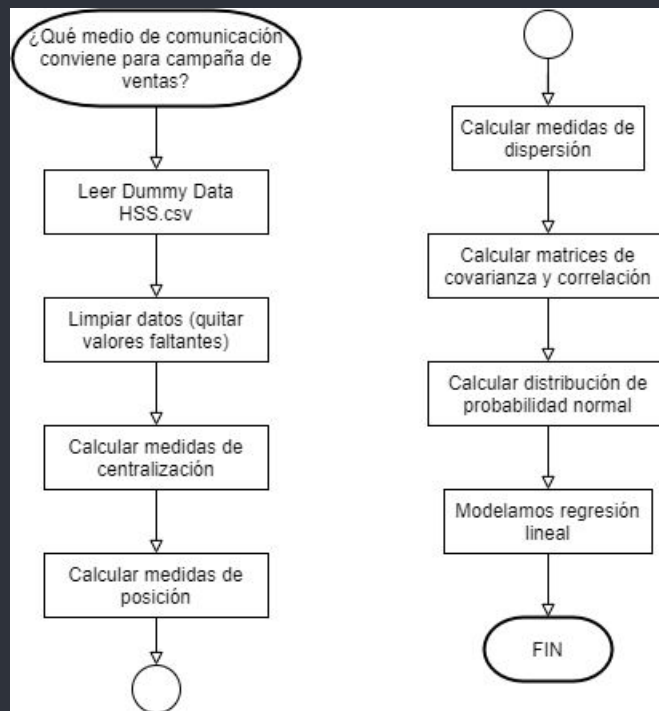 ¿Qué medio de comunicación
conviene para campaña de
ventas?
Leer Dummy Data
HSS.csv
Limpiar datos (quitar
valores faltantes)
Calcular medidas de
centralización
Calcular medidas de
posición
Calcular medidas de
dispersión
Calcular matrices de
covarianza y correlación
Calcular distribución de
probabilidad normal
Modelamos regresión
lineal
FIN